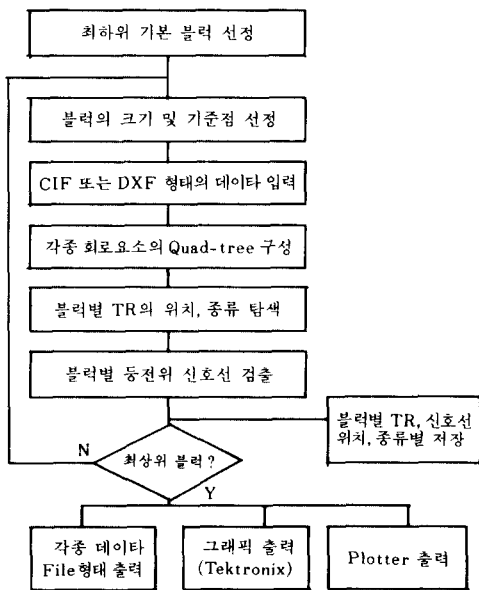 최하위 기본 블럭 선정
블럭의 크기 및 기준점 선정
CIF 또는 DXF 형태의 데이타 입력
각종 회로요소의 Quad-tree 구성
블럭별 TR의 위치, 종류 탐색
블럭별 등전위 신호선 검출
블럭별 TR, 신호선
위치, 종류별 저장
N
최상위 블럭?
Y
각종 데이타
File형태 출력
그래픽 출력
(Tektronix)
Plotter 출력